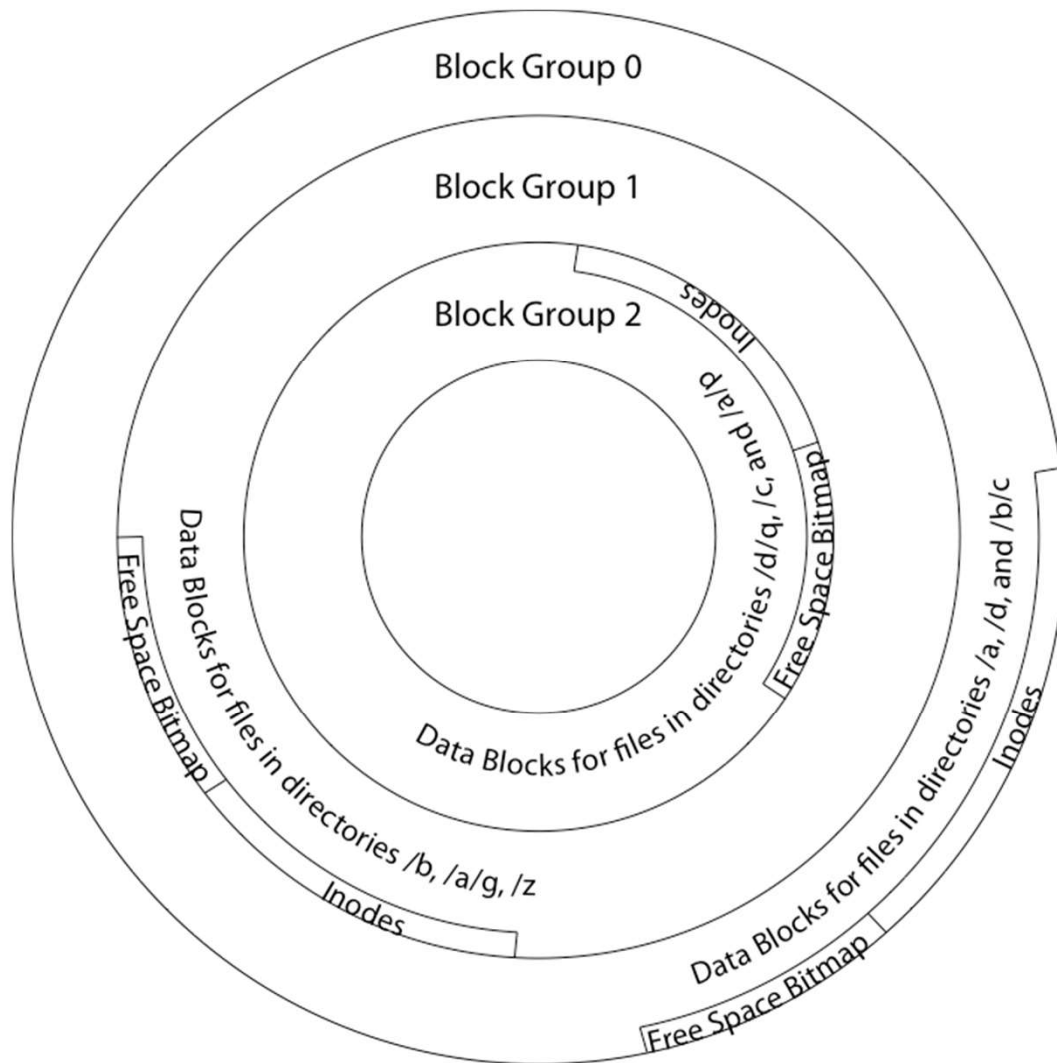 Block Group 0
Block Group 1
Block Group 2
Inodes
Free Space Bitmap
Data Blocks for files in directories /d/q, /c, and /a/p
Free Space Bitmap
Inodes
Data Blocks for files in directories /b, /a/g, /z
Inodes
Free Space Bitmap
Data Blocks for files in directories /a, /d, and /b/c